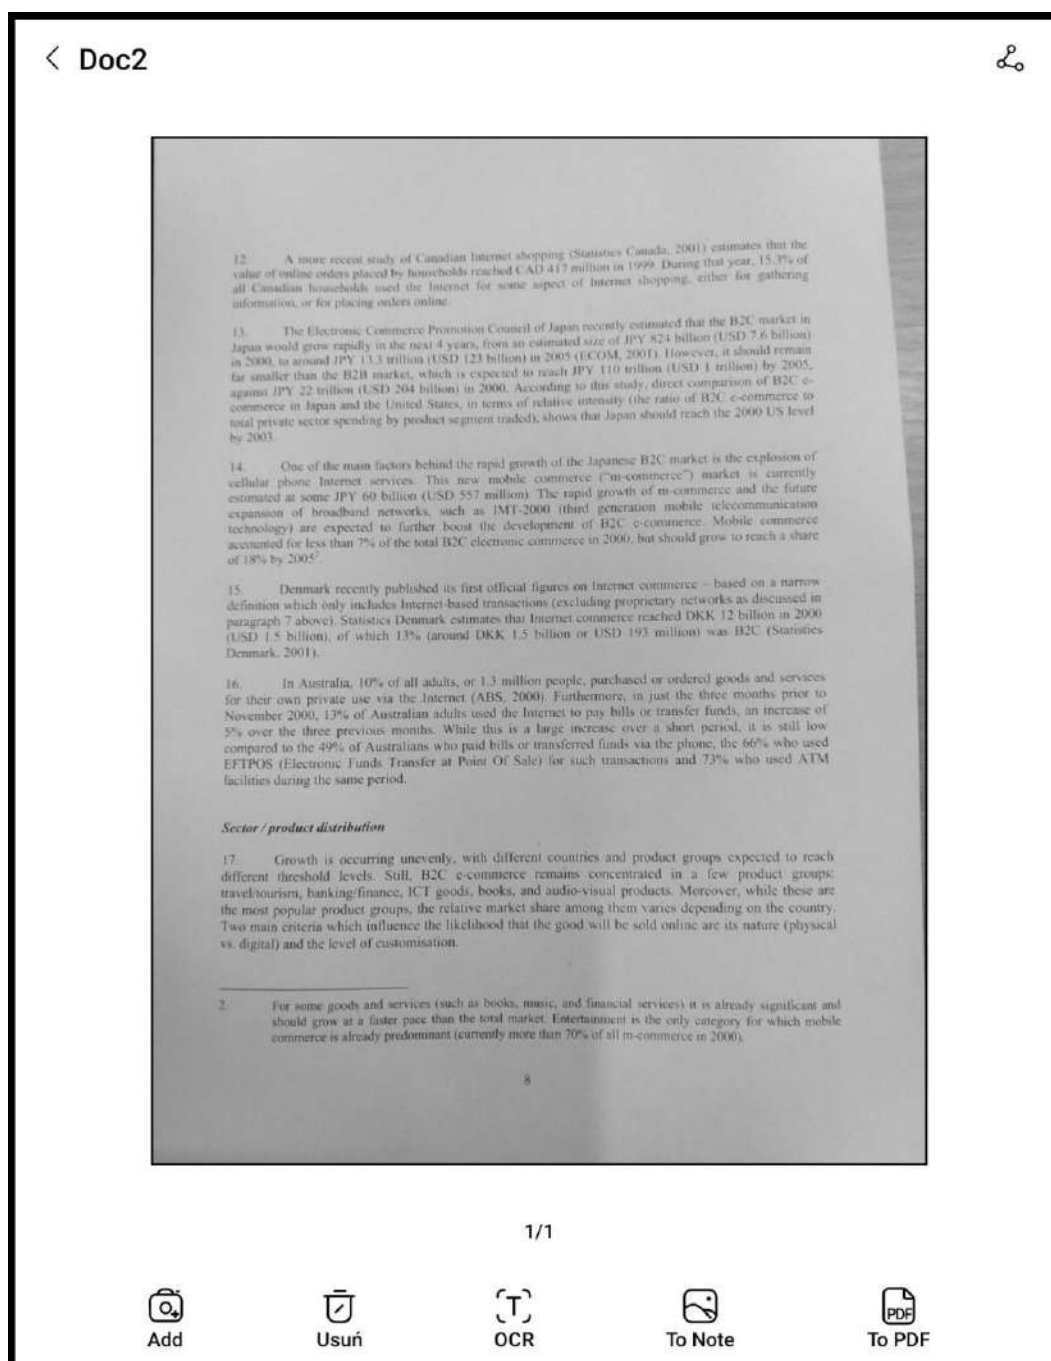 Doc2
12. A more recent study of Canadian Internet shopping (Statistics Canada, 2001) estimates that the
value of online orders placed by households reached CAD 417 million in 1999. During that year, 15.3% of
all Canadian households used the Internet for some aspect of Internet shopping, either for gathering
information, or for placing orders online.
13. The Electronic Commerce Promotion Council of Japan recently estimated that the B2C market in
Japan would grow rapidly in the next 4 years, from an estimated size of JPY 824 billion (USD 7.6 billion)
in 2000, to around JPY 13.3 trillion (USD 123 billion) in 2005 (ECOM, 2001). However, it should remain
far smaller than the B2B market, which is expected to reach JPY 110 trillion (USD 1 trillion) by 2005,
against JPY 22 trillion (USD 204 billion) in 2000. According to this study, direct comparison of B2C e-
commerce in Japan and the United States, in terms of relative intensity (the ratio of B2C e-commerce to
total private sector spending by product segment traded), shows that Japan should reach the 2000 US level
by 2003.
14. One of the main factors behind the rapid growth of the Japanese B2C market is the explosion of
cellular phone Internet services. This new mobile commerce ("m-commerce") market is currently
estimated at some JPY 60 billion (USD 557 million). The rapid growth of m-commerce and the future
expansion of broadband networks, such as IMT-2000 (third generation mobile telecommunication
technology) are expected to further boost the development of B2C e-commerce. Mobile commerce
accounted for less than 7% of the total B2C electronic commerce in 2000, but should grow to reach a share
of 18% by 2005².
15. Denmark recently published its first official figures on Internet commerce – based on a narrow
definition which only includes Internet-based transactions (excluding proprietary networks as discussed in
paragraph 7 above). Statistics Denmark estimates that Internet commerce reached DKK 12 billion in 2000
(USD 1.5 billion), of which 13% (around DKK 1.5 billion or USD 193 million) was B2C (Statistics
Denmark, 2001).
16. In Australia, 10% of all adults, or 1.3 million people, purchased or ordered goods and services
for their own private use via the Internet (ABS, 2000). Furthermore, in just the three months prior to
November 2000, 13% of Australian adults used the Internet to pay bills or transfer funds, an increase of
5% over the three previous months. While this is a large increase over a short period, it is still low
compared to the 49% of Australians who paid bills or transferred funds via the phone, the 66% who used
EFTPOS (Electronic Funds Transfer at Point Of Sale) for such transactions and 73% who used ATM
facilities during the same period.
Sector / product distribution
17. Growth is occurring unevenly, with different countries and product groups expected to reach
different threshold levels. Still, B2C e-commerce remains concentrated in a few product groups:
travel/tourism, banking/finance, ICT goods, books, and audio-visual products. Moreover, while these are
the most popular product groups, the relative market share among them varies depending on the country.
Two main criteria which influence the likelihood that the good will be sold online are its nature (physical
vs. digital) and the level of customisation.
2. For some goods and services (such as books, music, and financial services) it is already significant and
should grow at a faster pace than the total market. Entertainment is the only category for which mobile
commerce is already predominant (currently more than 70% of all m-commerce in 2000).
8
1/1
Add Usuń OCR To Note To PDF